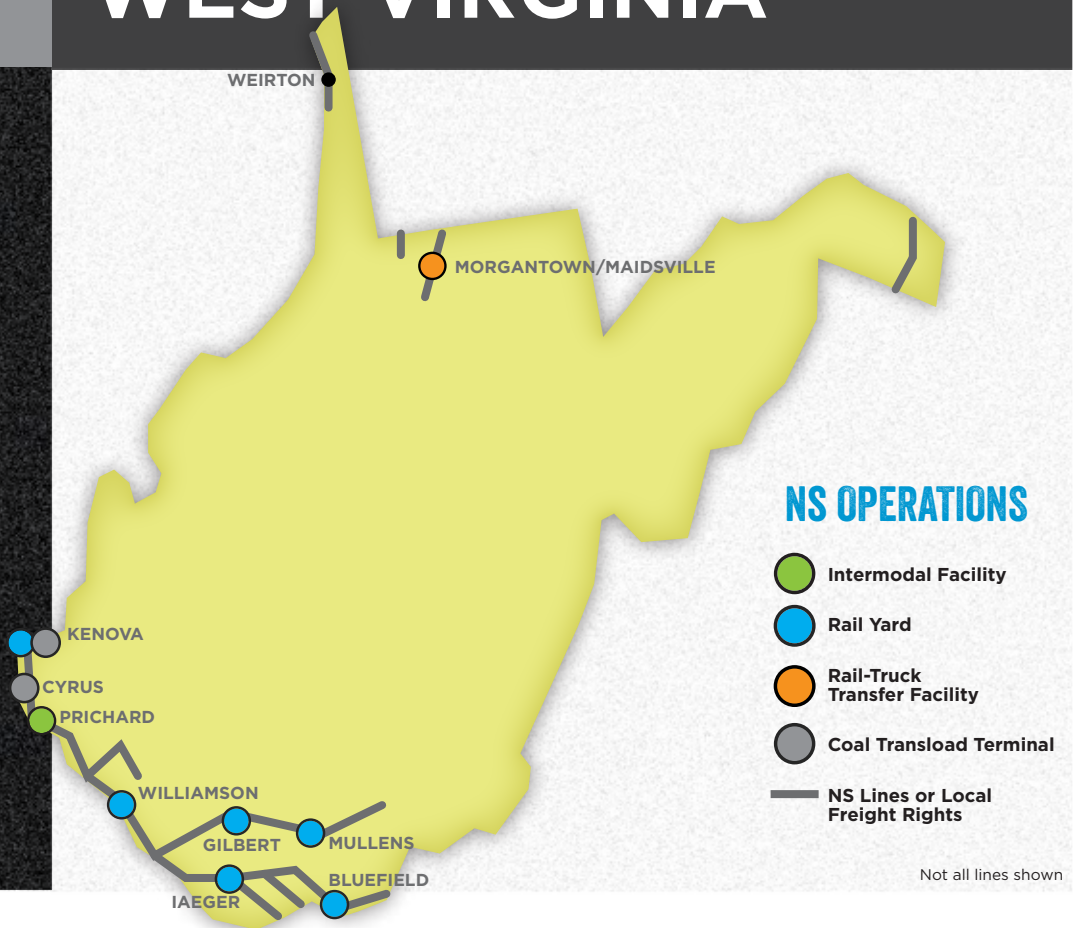 WEST VIRGINIA
WEIRTON
MORGANTOWN/MAIDSVILLE
NS OPERATIONS
Intermodal Facility
Rail Yard
Rail-Truck
Transfer Facility
Coal Transload Terminal
NS Lines or Local
Freight Rights
KENOVA
CYRUS
PRICHARD
WILLIAMSON
GILBERT
MULLENS
BLUEFIELD
IAEGER
Not all lines shown